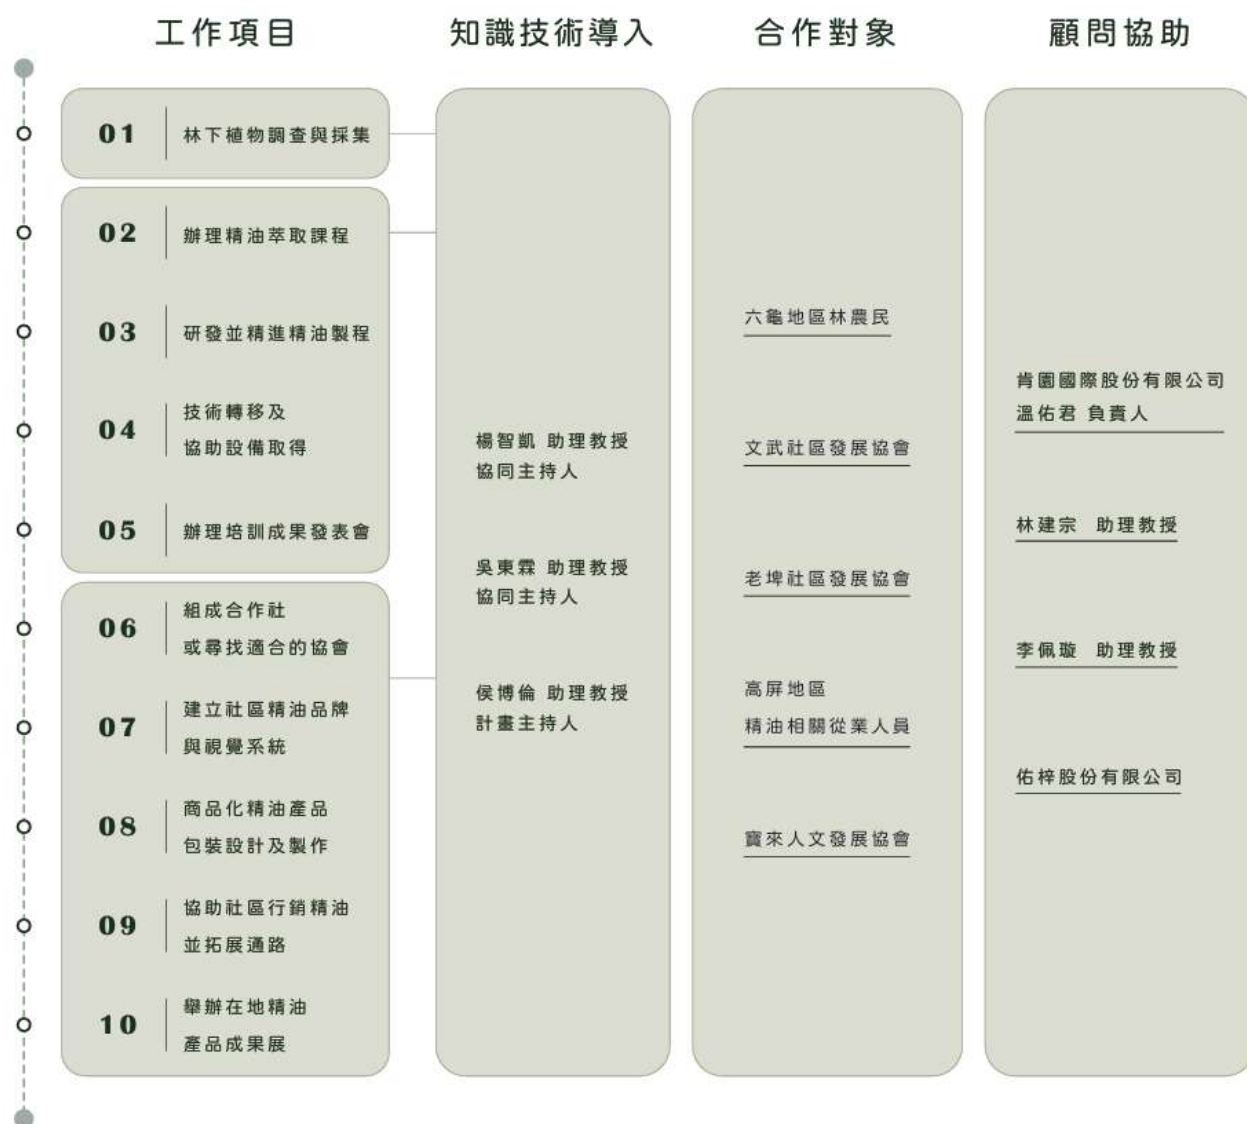 工作項目
知識技術導入
合作對象
顧問協助
01
林下植物調查與採集
02
辦理精油萃取課程
03
研發並精進精油製程
04
技術轉移及
協助設備取得
05
辦理培訓成果發表會
06
組成合作社
或尋找適合的協會
07
建立社區精油品牌
與視覺系統
08
商品化精油產品
包裝設計及製作
09
協助社區行銷精油
並拓展通路
10
舉辦在地精油
產品成果展
楊智凱 助理教授
協同主持人
吳東霖 助理教授
協同主持人
侯博倫 助理教授
計畫主持人
六龜地區林農民
文武社區發展協會
老埤社區發展協會
高屏地區
精油相關從業人員
寶來人文發展協會
肯園國際股份有限公司
溫佑君 負責人
林建宗 助理教授
李佩璇 助理教授
佑梓股份有限公司